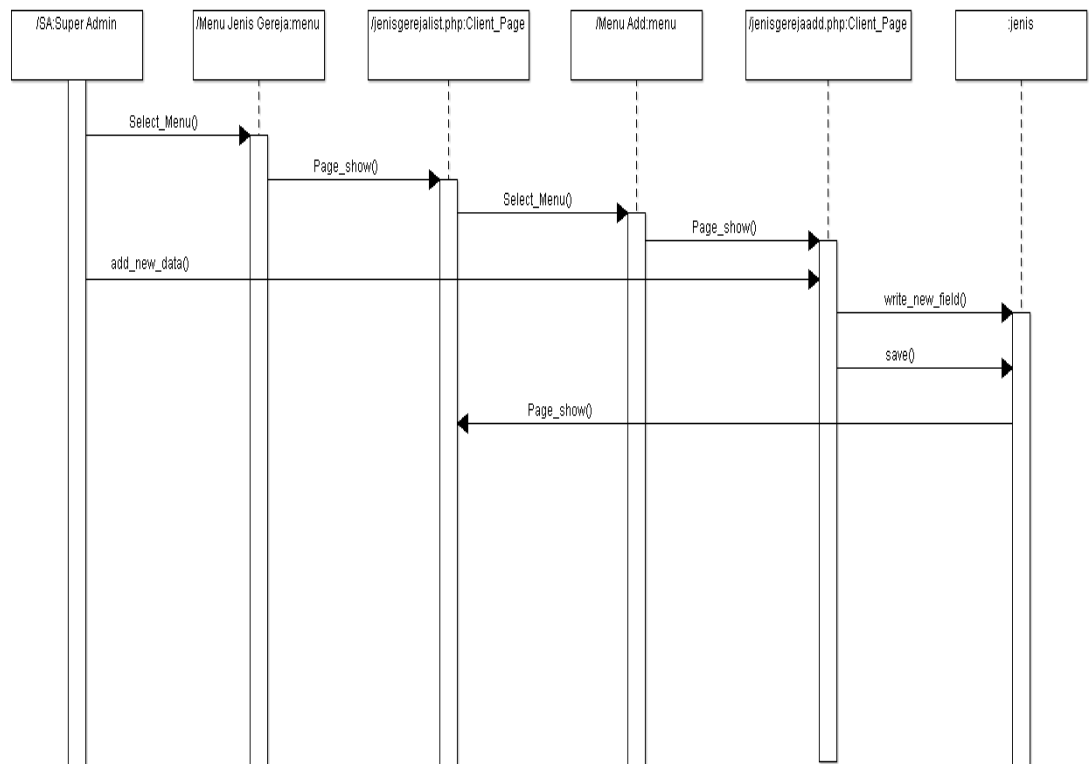 /SA:Super Admin
/Menu Jenis Gereja:menu
/jenisgerejalist.php:Client_Page
/Menu Add:menu
/jenisgerejaadd.php:Client_Page
:jenis
Select_Menu()
Page_show()
Select_Menu()
Page_show()
add_new_data()
write_new_field()
save()
Page_show()